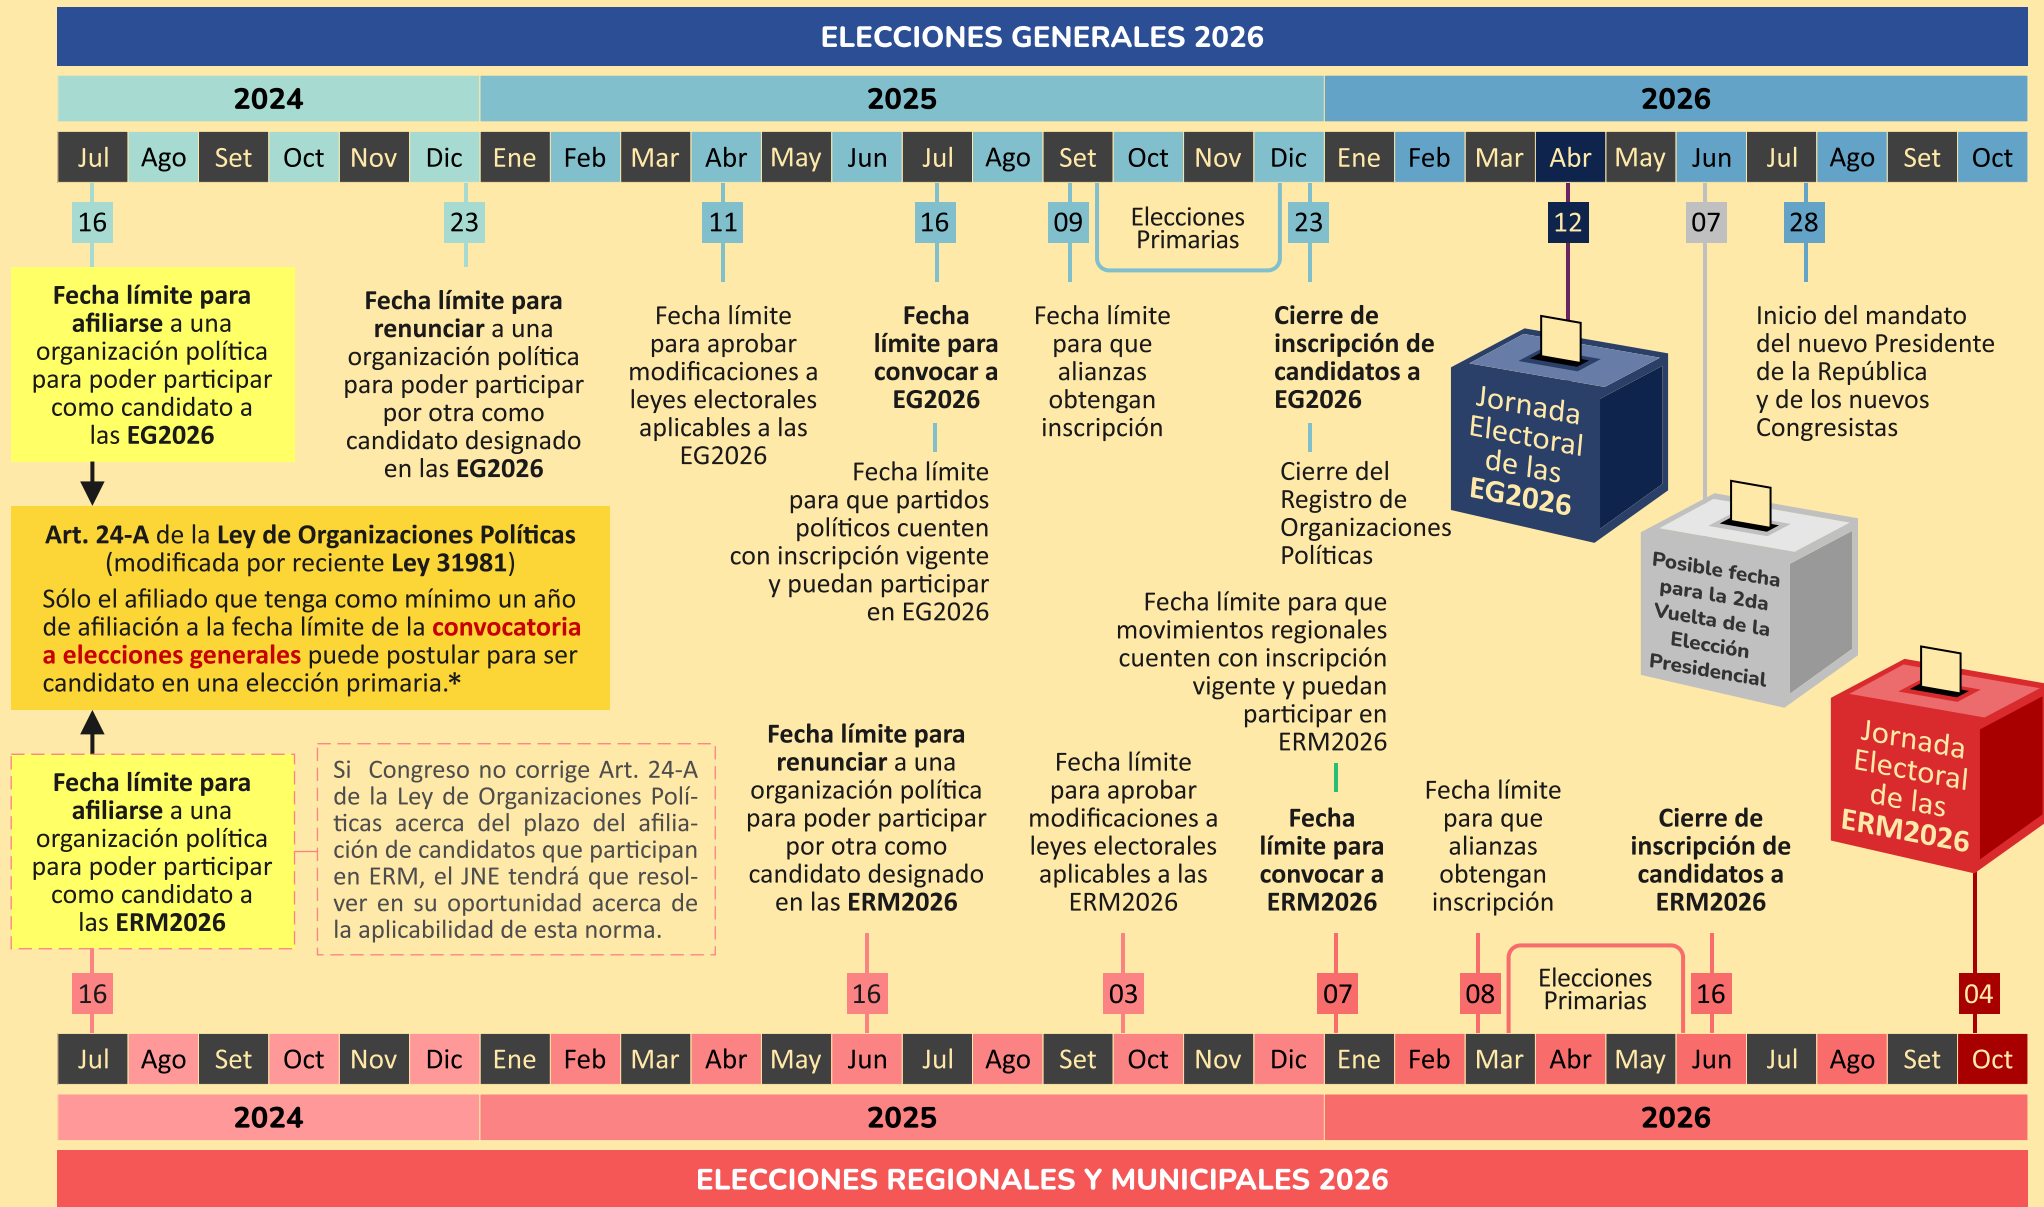 ELECCIONES GENERALES 2026
2024 2025 2026
Jul Ago Set Oct Nov Dic Ene Feb Mar Abr May Jun Jul Ago Set Oct Nov Dic Ene Feb Mar Abr May Jun Jul Ago Set Oct
16
Fecha límite para
afiliarse a una
organización política
para poder participar
como candidato a
las EG2026
23
Fecha límite para
renunciar a una
organización política
para poder participar
por otra como
candidato designado
en las EG2026
11
Fecha límite
para aprobar
modificaciones a
leyes electorales
aplicables a las
EG2026
16
Fecha
límite para
convocar a
EG2026
Fecha límite
para que partidos
políticos cuenten
con inscripción vigente
y puedan participar
en EG2026
09
Fecha límite
para que
alianzas
obtengan
inscripción
Elecciones
Primarias
23
Cierre de
inscripción de
candidatos a
EG2026
Cierre del
Registro de
Organizaciones
Políticas
12
Jornada
Electoral
de las
EG2026
07
Posible fecha
para la 2da
Vuelta de la
Elección
Presidencial
28
Inicio del mandato
del nuevo Presidente
de la República
y de los nuevos
Congresistas
Art. 24-A de la Ley de Organizaciones Políticas
(modificada por reciente Ley 31981)
Sólo el afiliado que tenga como mínimo un año
de afiliación a la fecha límite de la convocatoria
a elecciones generales puede postular para ser
candidato en una elección primaria.*
Fecha límite para
afiliarse a una
organización política
para poder participar
como candidato a
las ERM2026
16
Si Congreso no corrige Art. 24-A
de la Ley de Organizaciones Polí-
ticas acerca del plazo del afilia-
ción de candidatos que participan
en ERM, el JNE tendrá que resol-
ver en su oportunidad acerca de
la aplicabilidad de esta norma.
Fecha límite para
renunciar a una
organización política
para poder participar
por otra como
candidato designado
en las ERM2026
16
Fecha límite
para aprobar
modificaciones a
leyes electorales
aplicables a las
ERM2026
03
Fecha límite para que
movimientos regionales
cuenten con inscripción
vigente y puedan
participar en
ERM2026
Fecha
límite para
convocar a
ERM2026
07
Fecha límite
para que
alianzas
obtengan
inscripción
08
Elecciones
Primarias
Cierre de
inscripción de
candidatos a
ERM2026
16
Jornada
Electoral
de las
ERM2026
04
Jul Ago Set Oct Nov Dic Ene Feb Mar Abr May Jun Jul Ago Set Oct Nov Dic Ene Feb Mar Abr May Jun Jul Ago Set Oct
2024 2025 2026
ELECCIONES REGIONALES Y MUNICIPALES 2026